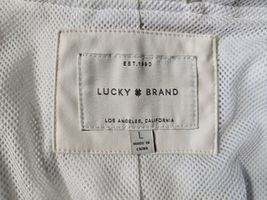 EST. 1990
LUCKY BRAND
LOS ANGELES, CALIFORNIA
L
MADE IN
CHINA